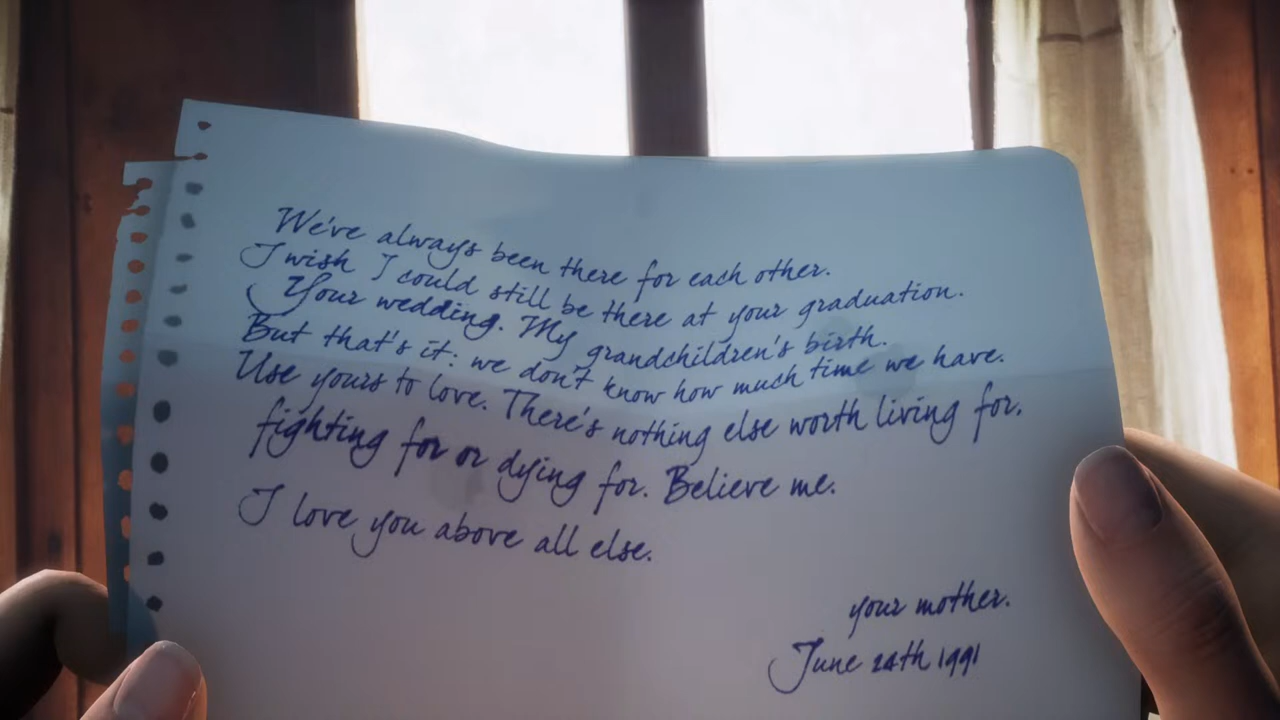 We've always been there for each other.
I wish I could still be there at your graduation.
Your wedding. My grandchildren's birth.
But that's it: we don't know how much time we have.
Use yours to love. There's nothing else worth living for,
fighting for or dying for. Believe me.
I love you above all else.
your mother.
June 24th 1991